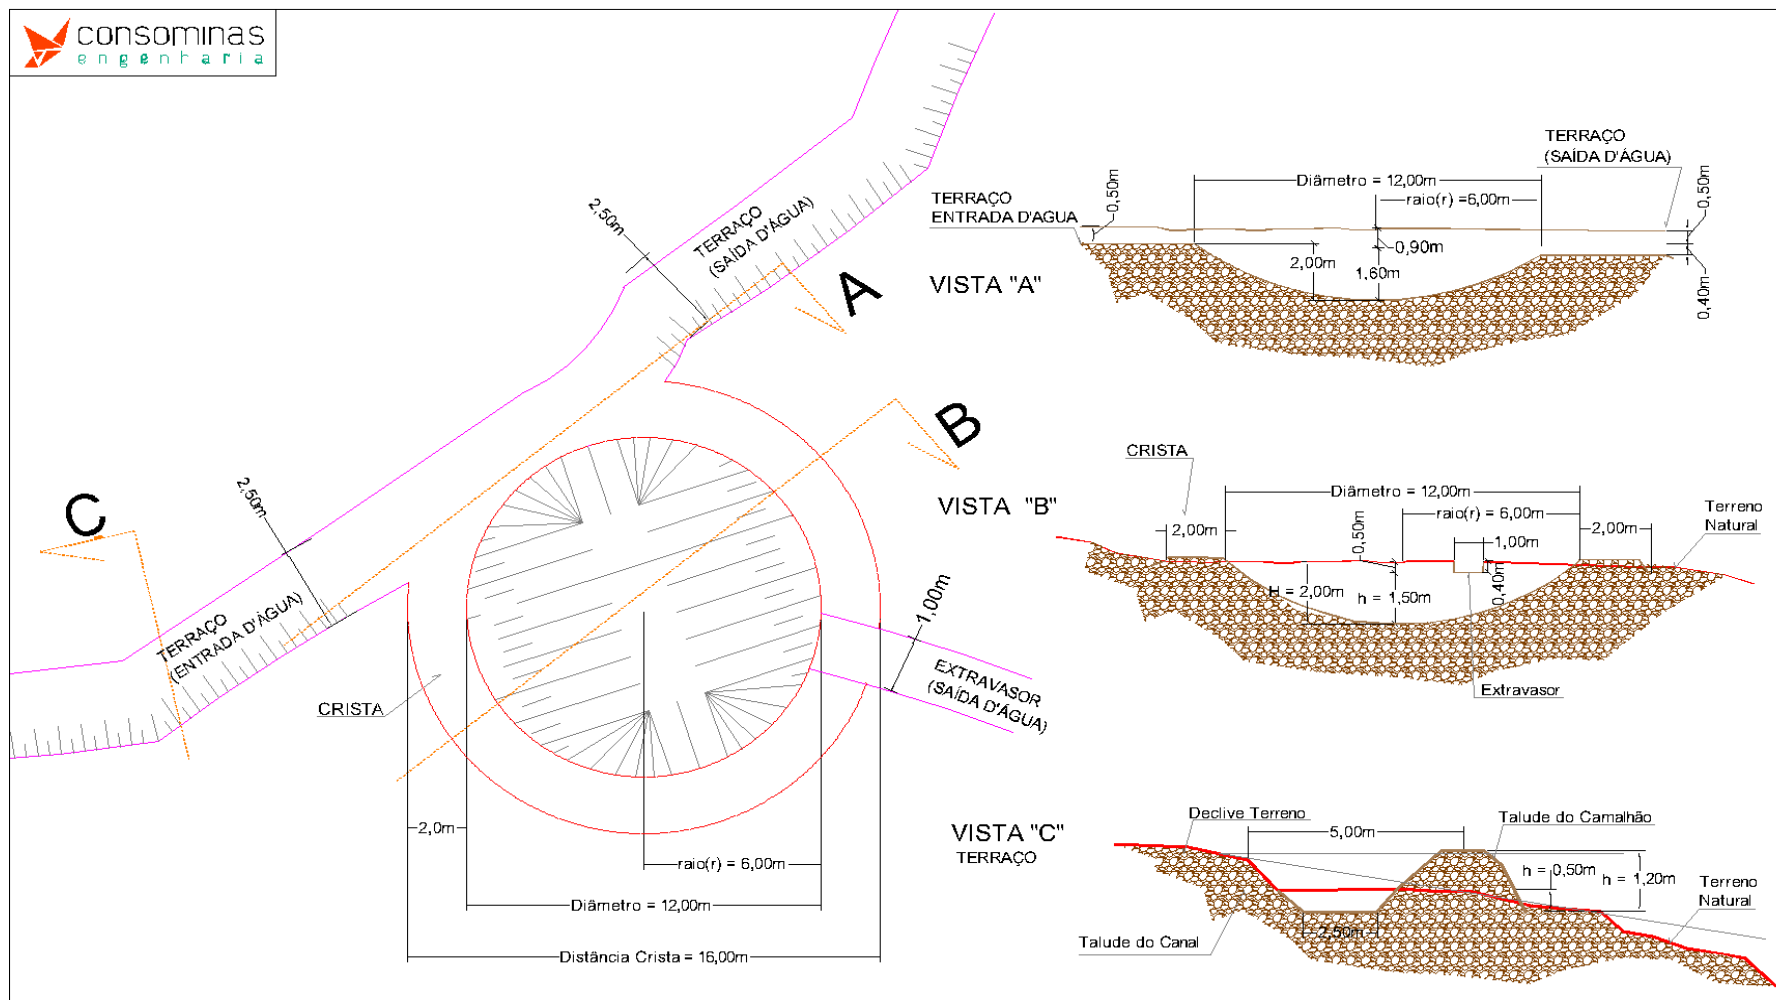 consominas
engenharia
2,50m
TERRAÇO
(SAÍDA D'ÁGUA)
A
B
C
2,50m
TERRAÇO
(ENTRADA D'ÁGUA)
CRISTA
1,00m
EXTRAVASOR
(SAÍDA D'ÁGUA)
2,0m
raio(r) = 6,00m
Diâmetro = 12,00m
Distância Crista = 16,00m
TERRAÇO
(SAÍDA D'ÁGUA)
TERRAÇO
ENTRADA D'AGUA
0,50m
Diâmetro = 12,00m
raio(r) =6,00m
0,50m
0,90m
2,00m
1,60m
0,40m
VISTA "A"
CRISTA
VISTA "B"
Diâmetro = 12,00m
raio(r) = 6,00m
2,00m
0,50m
1,00m
2,00m
Terreno
Natural
H = 2,00m
h = 1,50m
0,40m
Extravasor
VISTA "C"
TERRAÇO
Declive Terreno
5,00m
Talude do Camalhão
h = 0,50m
h = 1,20m
Terreno
Natural
2,50m
Talude do Canal